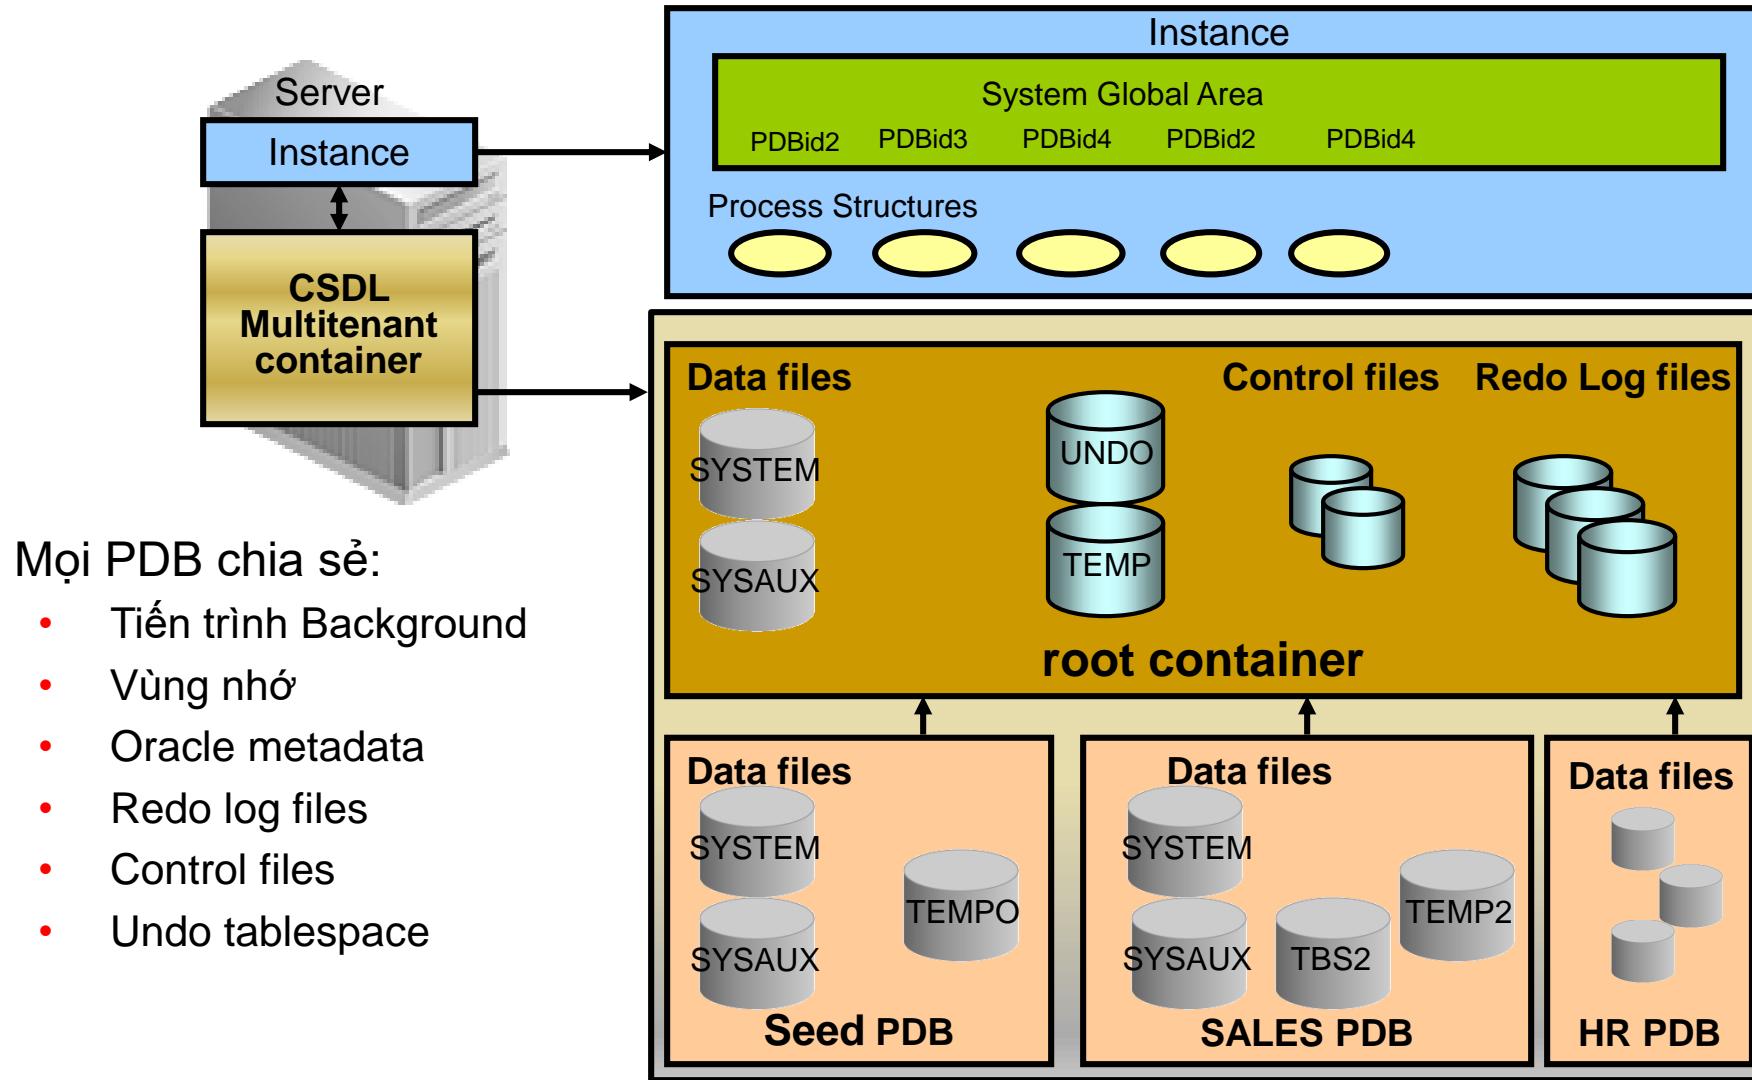 Server
Instance
CSDL
Multitenant
container
Mọi PDB chia sẻ:
• Tiến trình Background
• Vùng nhớ
• Oracle metadata
• Redo log files
• Control files
• Undo tablespace
Instance
System Global Area
PDBid2 PDBid3 PDBid4 PDBid2 PDBid4
Process Structures
Data files Control files Redo Log files
SYSTEM UNDO
SYSAUX TEMP
root container
Data files
SYSTEM
TEMPO
SYSAUX
Seed PDB
Data files
SYSTEM
TEMP2
SYSAUX TBS2
SALES PDB
Data files
HR PDB